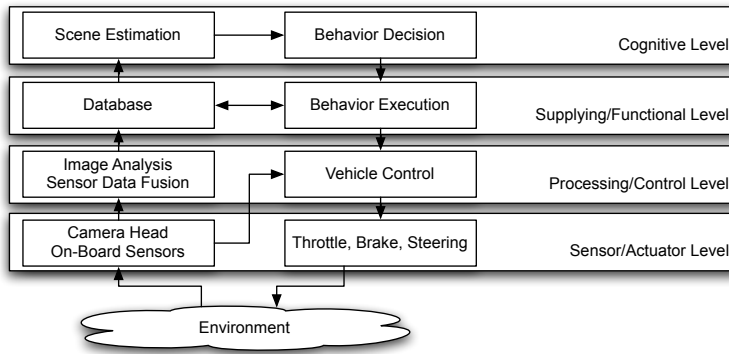 Scene Estimation
Behavior Decision
Cognitive Level
Database
Behavior Execution
Supplying/Functional Level
Image Analysis
Sensor Data Fusion
Vehicle Control
Processing/Control Level
Camera Head
On-Board Sensors
Throttle, Brake, Steering
Sensor/Actuator Level
Environment